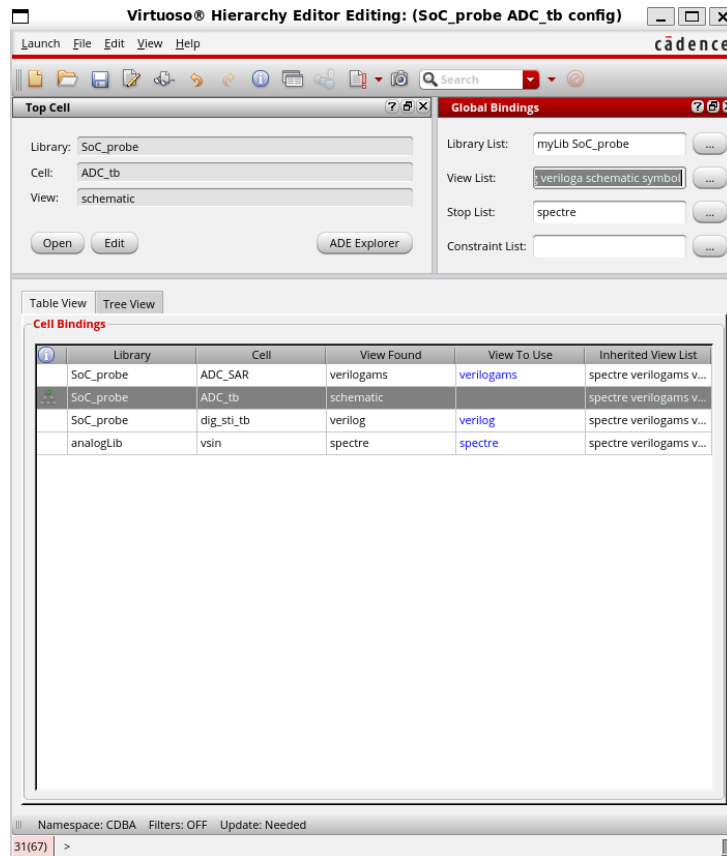 Virtuoso® Hierarchy Editor Editing: (SoC_probe ADC_tb config)
Launch File Edit View Help
cādence
Search
Top Cell
Global Bindings
Library: SoC_probe
Cell: ADC_tb
View: schematic
Open Edit ADE Explorer
Library List: myLib SoC_probe ...
View List: g veriloga schematic symbol ...
Stop List: spectre ...
Constraint List: ...
Table View Tree View
Cell Bindings
Library Cell View Found View To Use Inherited View List
SoC_probe ADC_SAR verilogams verilogams spectre verilogams v...
SoC_probe ADC_tb schematic spectre verilogams v...
SoC_probe dig_sti_tb verilog verilog spectre verilogams v...
analogLib vsin spectre spectre spectre verilogams v...
Namespace: CDBA Filters: OFF Update: Needed
31(67) >